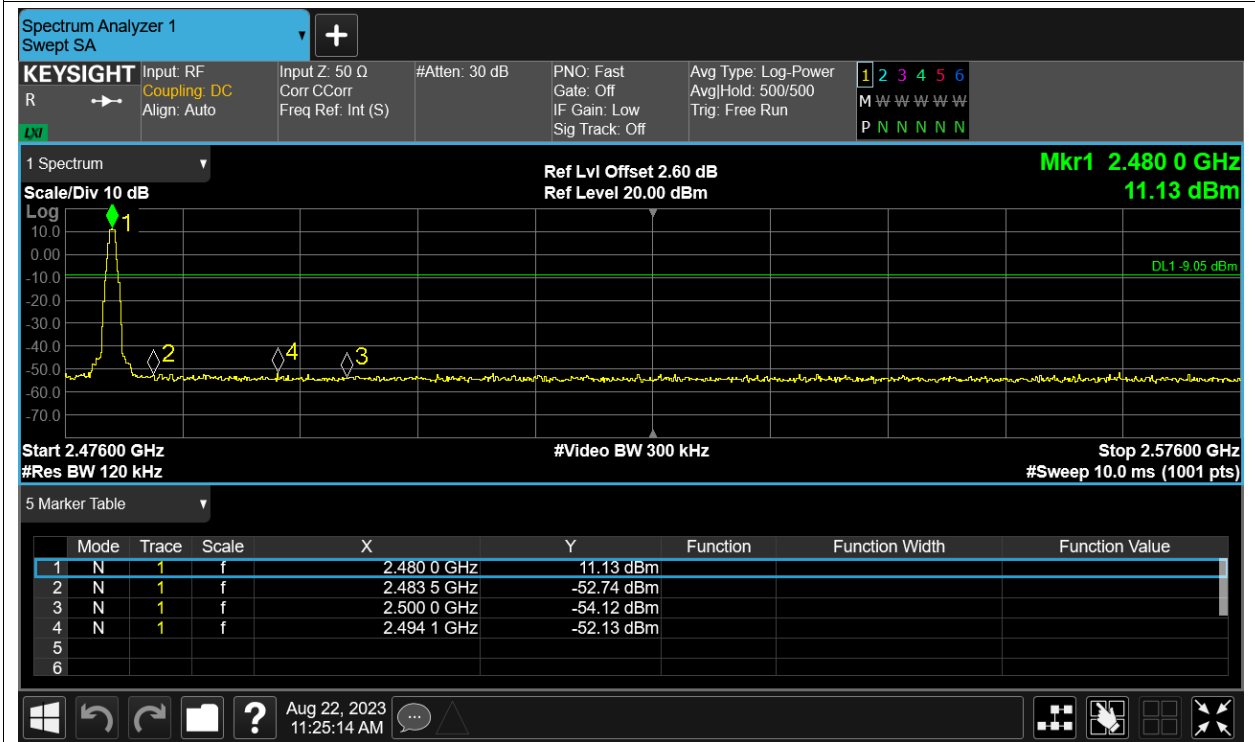 Spectrum Analyzer 1
Swept SA
KEYSIGHT
R
LXI
Input: RF
Coupling: DC
Align: Auto
Input Z: 50 Ω
Corr CCorr
Freq Ref: Int (S)
#Atten: 30 dB
PNO: Fast
Gate: Off
IF Gain: Low
Sig Track: Off
Avg Type: Log-Power
Avg|Hold: 500/500
Trig: Free Run
1 2 3 4 5 6
M W W W W W
P N N N N N
1 Spectrum
Scale/Div 10 dB
Ref Lvl Offset 2.60 dB
Ref Level 20.00 dBm
Mkr1 2.480 0 GHz
11.13 dBm
Log
10.0
0.00
-10.0
-20.0
-30.0
-40.0
-50.0
-60.0
-70.0
1
2
4
3
DL1 -9.05 dBm
Start 2.47600 GHz
#Res BW 120 kHz
#Video BW 300 kHz
Stop 2.57600 GHz
#Sweep 10.0 ms (1001 pts)
5 Marker Table
Mode Trace Scale X Y Function Function Width Function Value
1 N 1 f 2.480 0 GHz 11.13 dBm
2 N 1 f 2.483 5 GHz -52.74 dBm
3 N 1 f 2.500 0 GHz -54.12 dBm
4 N 1 f 2.494 1 GHz -52.13 dBm
5
6
?
Aug 22, 2023
11:25:14 AM